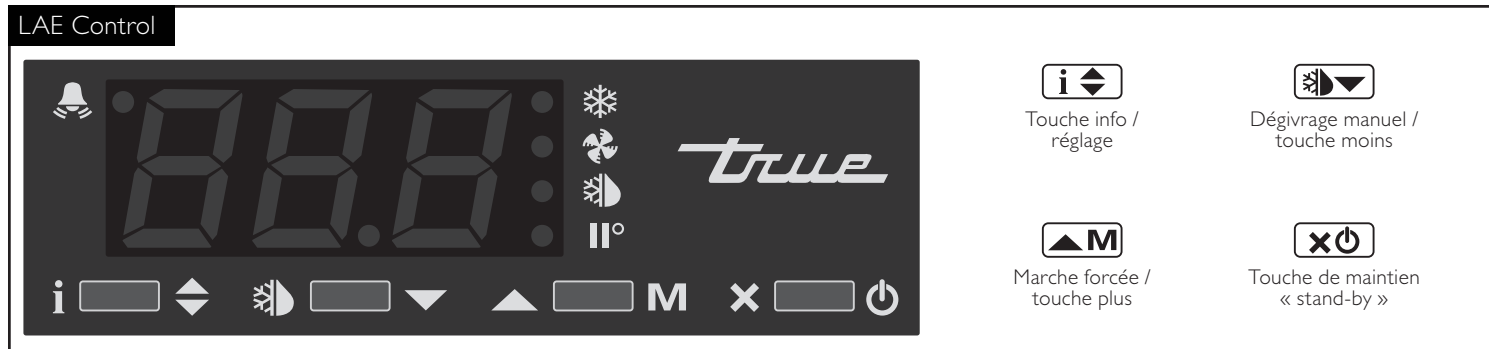 LAE Control
true
i M
Touche info /
réglage
Dégivrage manuel /
touche moins
M
Marche forcée /
touche plus
Touche de maintien
« stand-by »